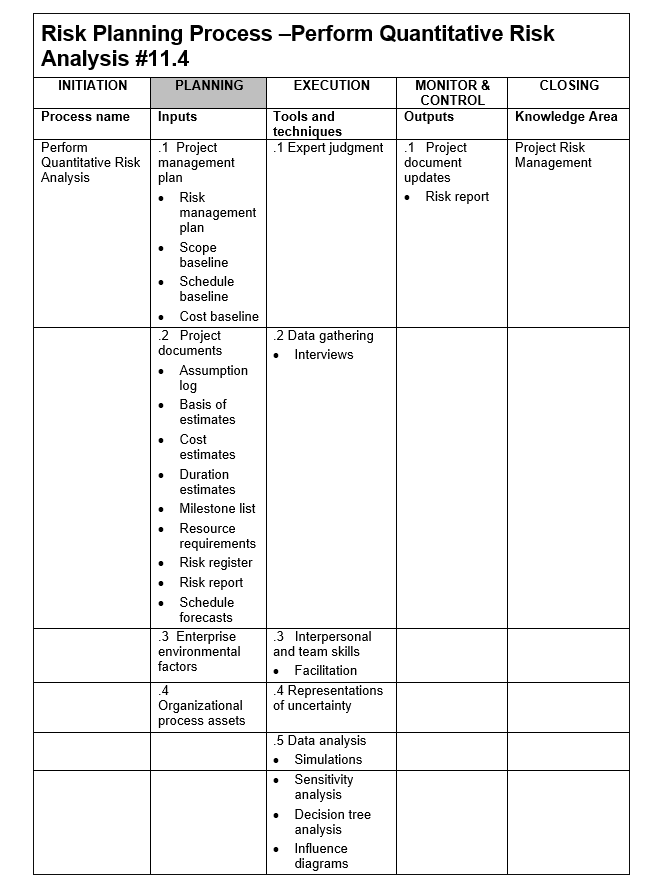 Risk Planning Process –Perform Quantitative Risk
Analysis #11.4
INITIATION
PLANNING
EXECUTION
MONITOR &
CONTROL
CLOSING
Process name
Inputs
Tools and
techniques
Outputs
Knowledge Area
Perform
Quantitative Risk
Analysis
.1 Project
management
plan
• Risk
management
plan
• Scope
baseline
• Schedule
baseline
• Cost baseline
.1 Expert judgment
.1 Project
document
updates
• Risk report
Project Risk
Management
.2 Project
documents
• Assumption
log
• Basis of
estimates
• Cost
estimates
• Duration
estimates
• Milestone list
• Resource
requirements
• Risk register
• Risk report
• Schedule
forecasts
.2 Data gathering
• Interviews
.3 Enterprise
environmental
factors
.3 Interpersonal
and team skills
• Facilitation
.4
Organizational
process assets
.4 Representations
of uncertainty
.5 Data analysis
• Simulations
• Sensitivity
analysis
• Decision tree
analysis
• Influence
diagrams